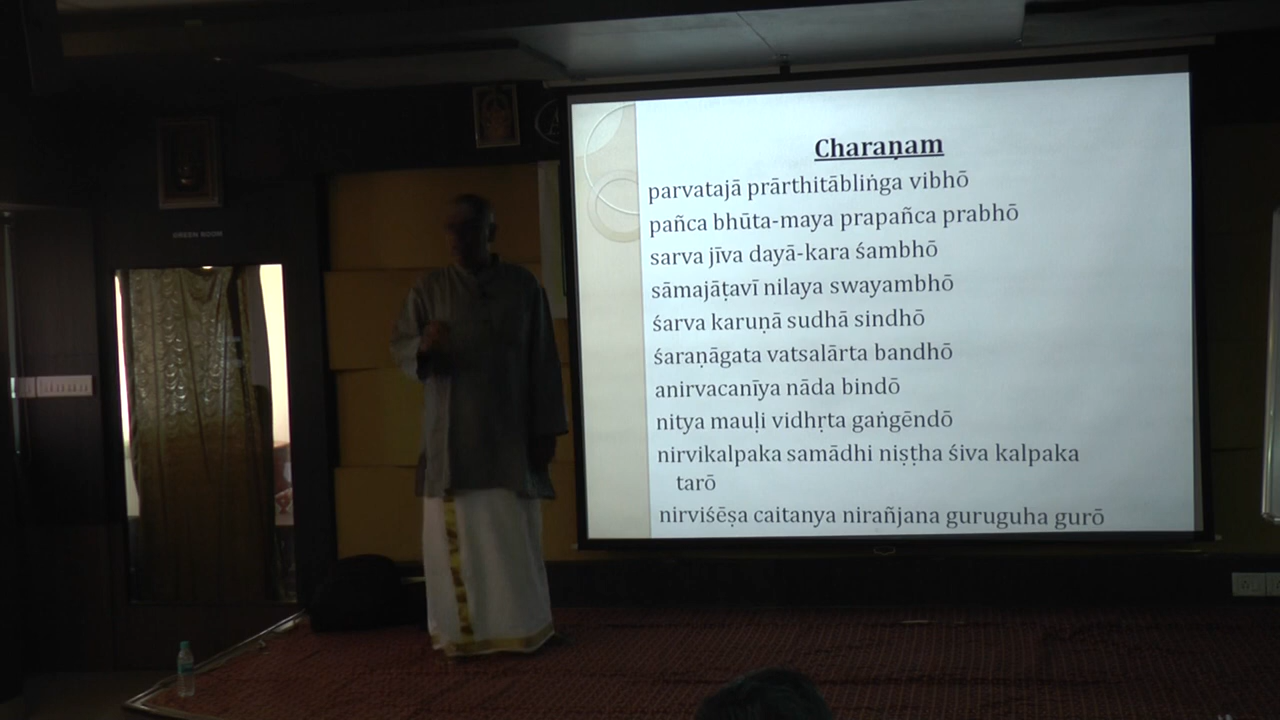 GREEN ROOM
Charaṇam
parvatajā prārthitābliṅga vibhō
pañca bhūta-maya prapañca prabhō
sarva jīva dayā-kara śambhō
sāmajāṭavī nilaya swayambhō
śarva karuṇā sudhā sindhō
śaraṇāgata vatsalārta bandhō
anirvacanīya nāda bindō
nitya mauḷi vidhṛta gaṅgēndō
nirvikalpaka samādhi niṣṭha śiva kalpaka
tarō
nirviśēṣa caitanya nirañjana guruguha gurō